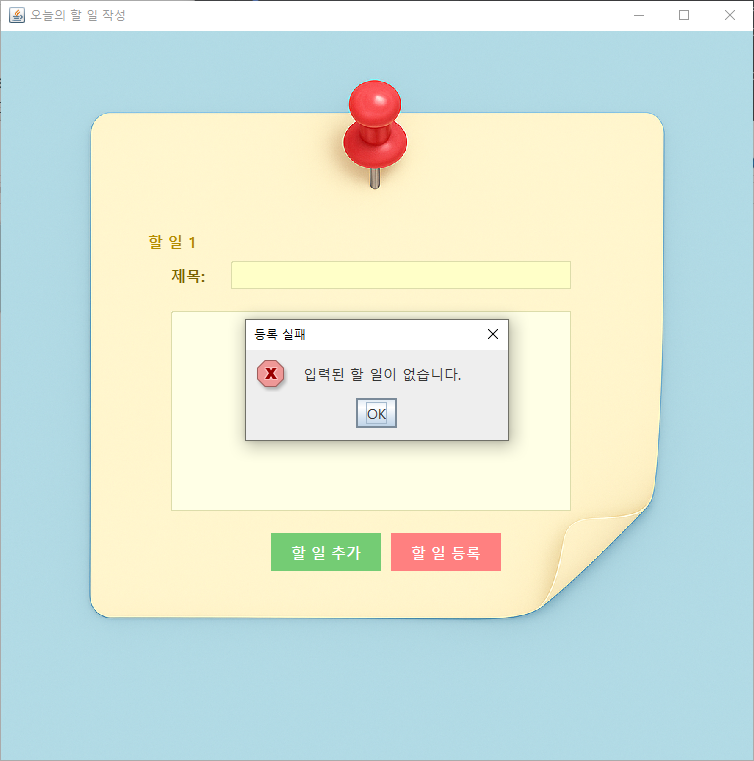 오늘의 할 일 작성
할 일 1
제목:
등록 실패
입력된 할 일이 없습니다.
OK
할 일 추가 할 일 등록